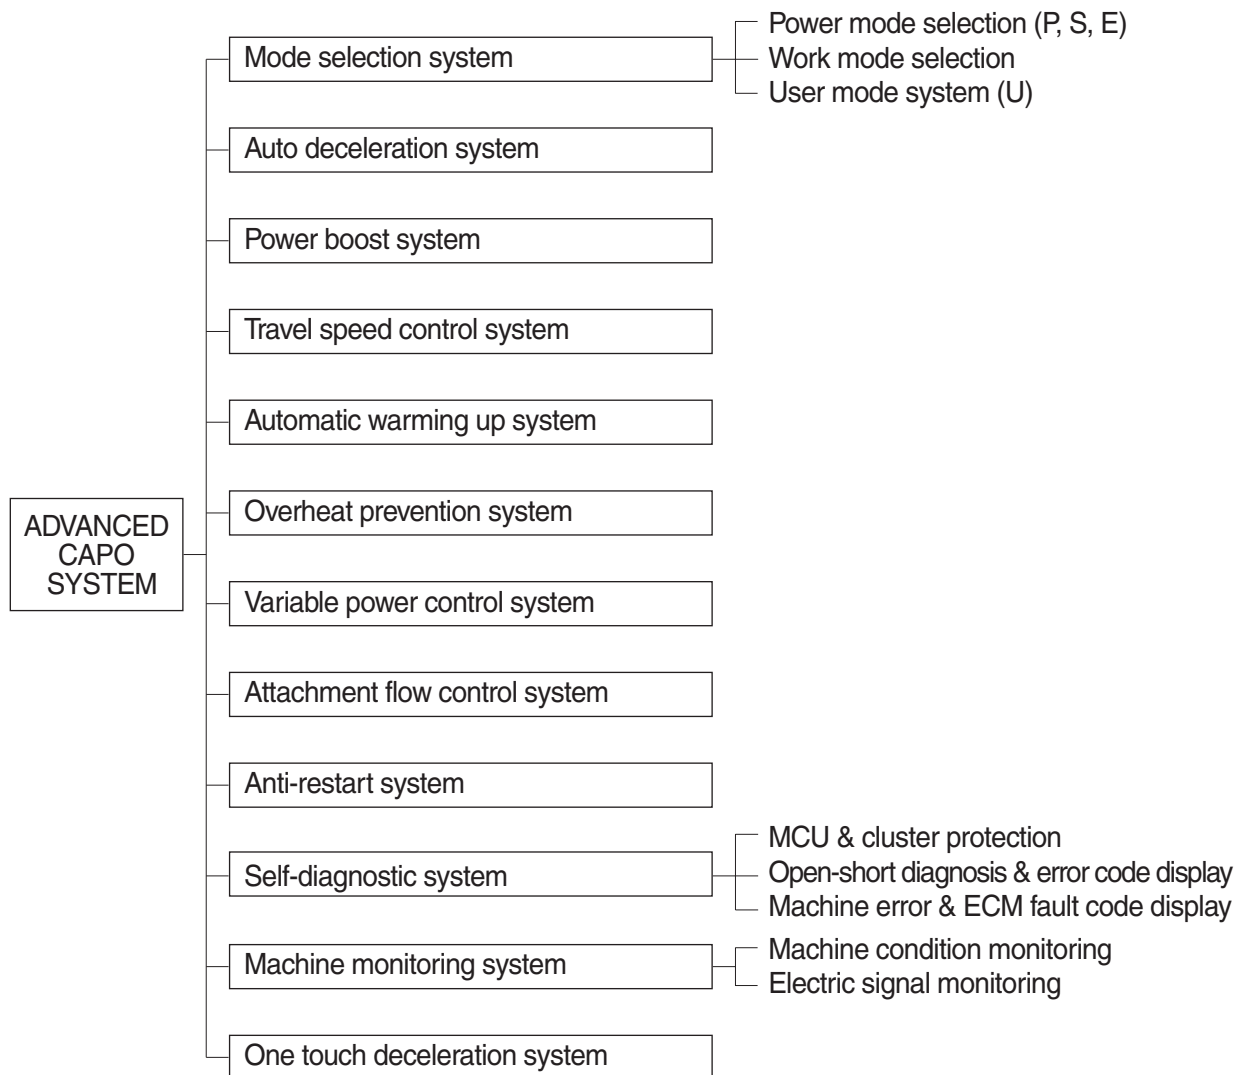 Mode selection system
Power mode selection (P, S, E)
Work mode selection
User mode system (U)
Auto deceleration system
Power boost system
Travel speed control system
Automatic warming up system
ADVANCED
CAPO
SYSTEM
Overheat prevention system
Variable power control system
Attachment flow control system
Anti-restart system
Self-diagnostic system
MCU & cluster protection
Open-short diagnosis & error code display
Machine error & ECM fault code display
Machine monitoring system
Machine condition monitoring
Electric signal monitoring
One touch deceleration system